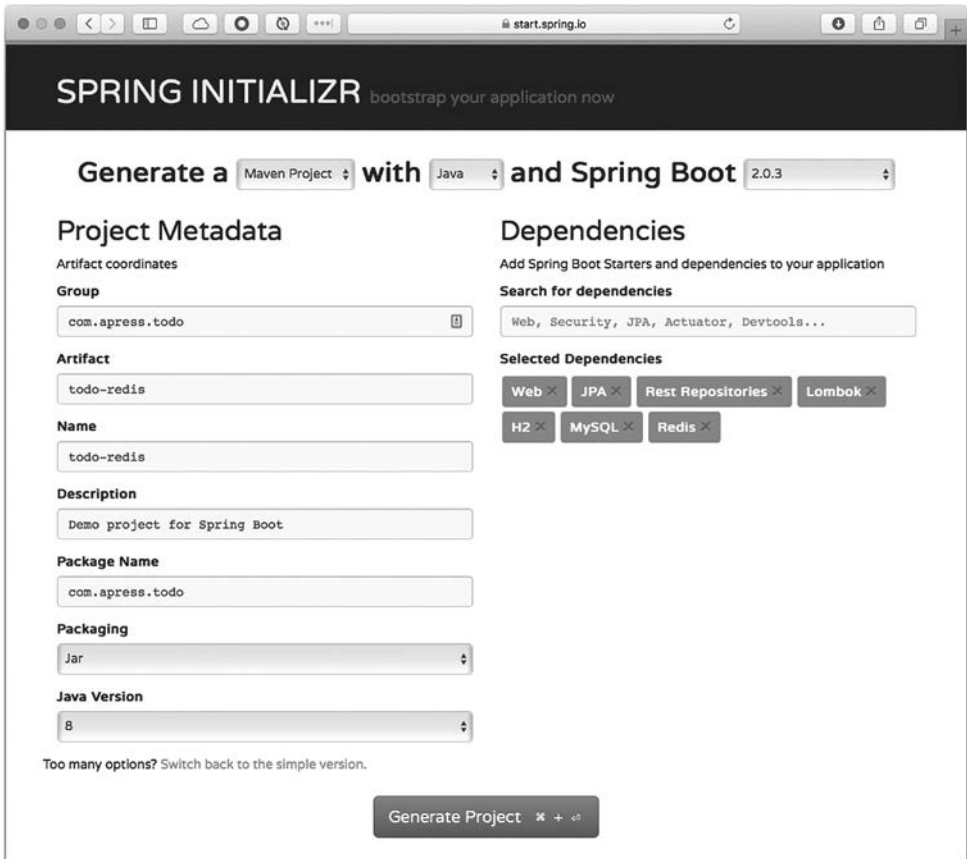 start.spring.io
SPRING INITIALIZR bootstrap your application now
Generate a Maven Project with Java and Spring Boot 2.0.3
Project Metadata
Artifact coordinates
Group
com.apress.todo
Artifact
todo-redis
Name
todo-redis
Description
Demo project for Spring Boot
Package Name
com.apress.todo
Packaging
Jar
Java Version
8
Too many options? Switch back to the simple version.
Dependencies
Add Spring Boot Starters and dependencies to your application
Search for dependencies
Web, Security, JPA, Actuator, Devtools...
Selected Dependencies
Web × JPA × Rest Repositories × Lombok ×
H2 × MySQL × Redis ×
Generate Project ⌘ + ⏎